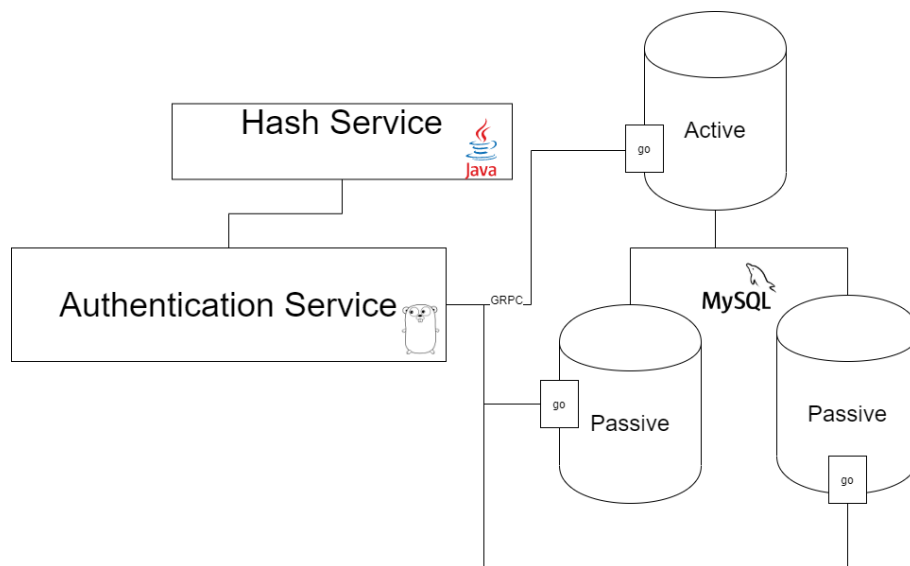 Hash Service
Java
Active
go
Authentication Service
GRPC
MySQL
go
Passive
Passive
go